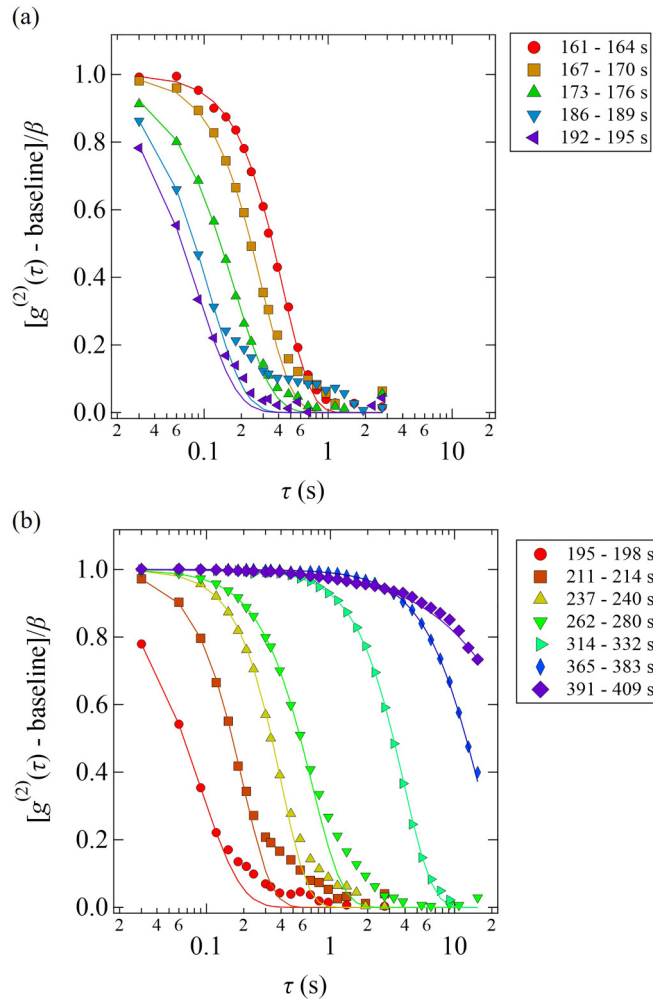 (a)
[g(2)(τ) - baseline]/β
1.0
0.8
0.6
0.4
0.2
0.0
2 4 6 2 4 6 2 4 6 2
0.1 1 10
τ (s)
161 - 164 s
167 - 170 s
173 - 176 s
186 - 189 s
192 - 195 s
(b)
[g(2)(τ) - baseline]/β
1.0
0.8
0.6
0.4
0.2
0.0
2 4 6 2 4 6 2 4 6 2
0.1 1 10
τ (s)
195 - 198 s
211 - 214 s
237 - 240 s
262 - 280 s
314 - 332 s
365 - 383 s
391 - 409 s